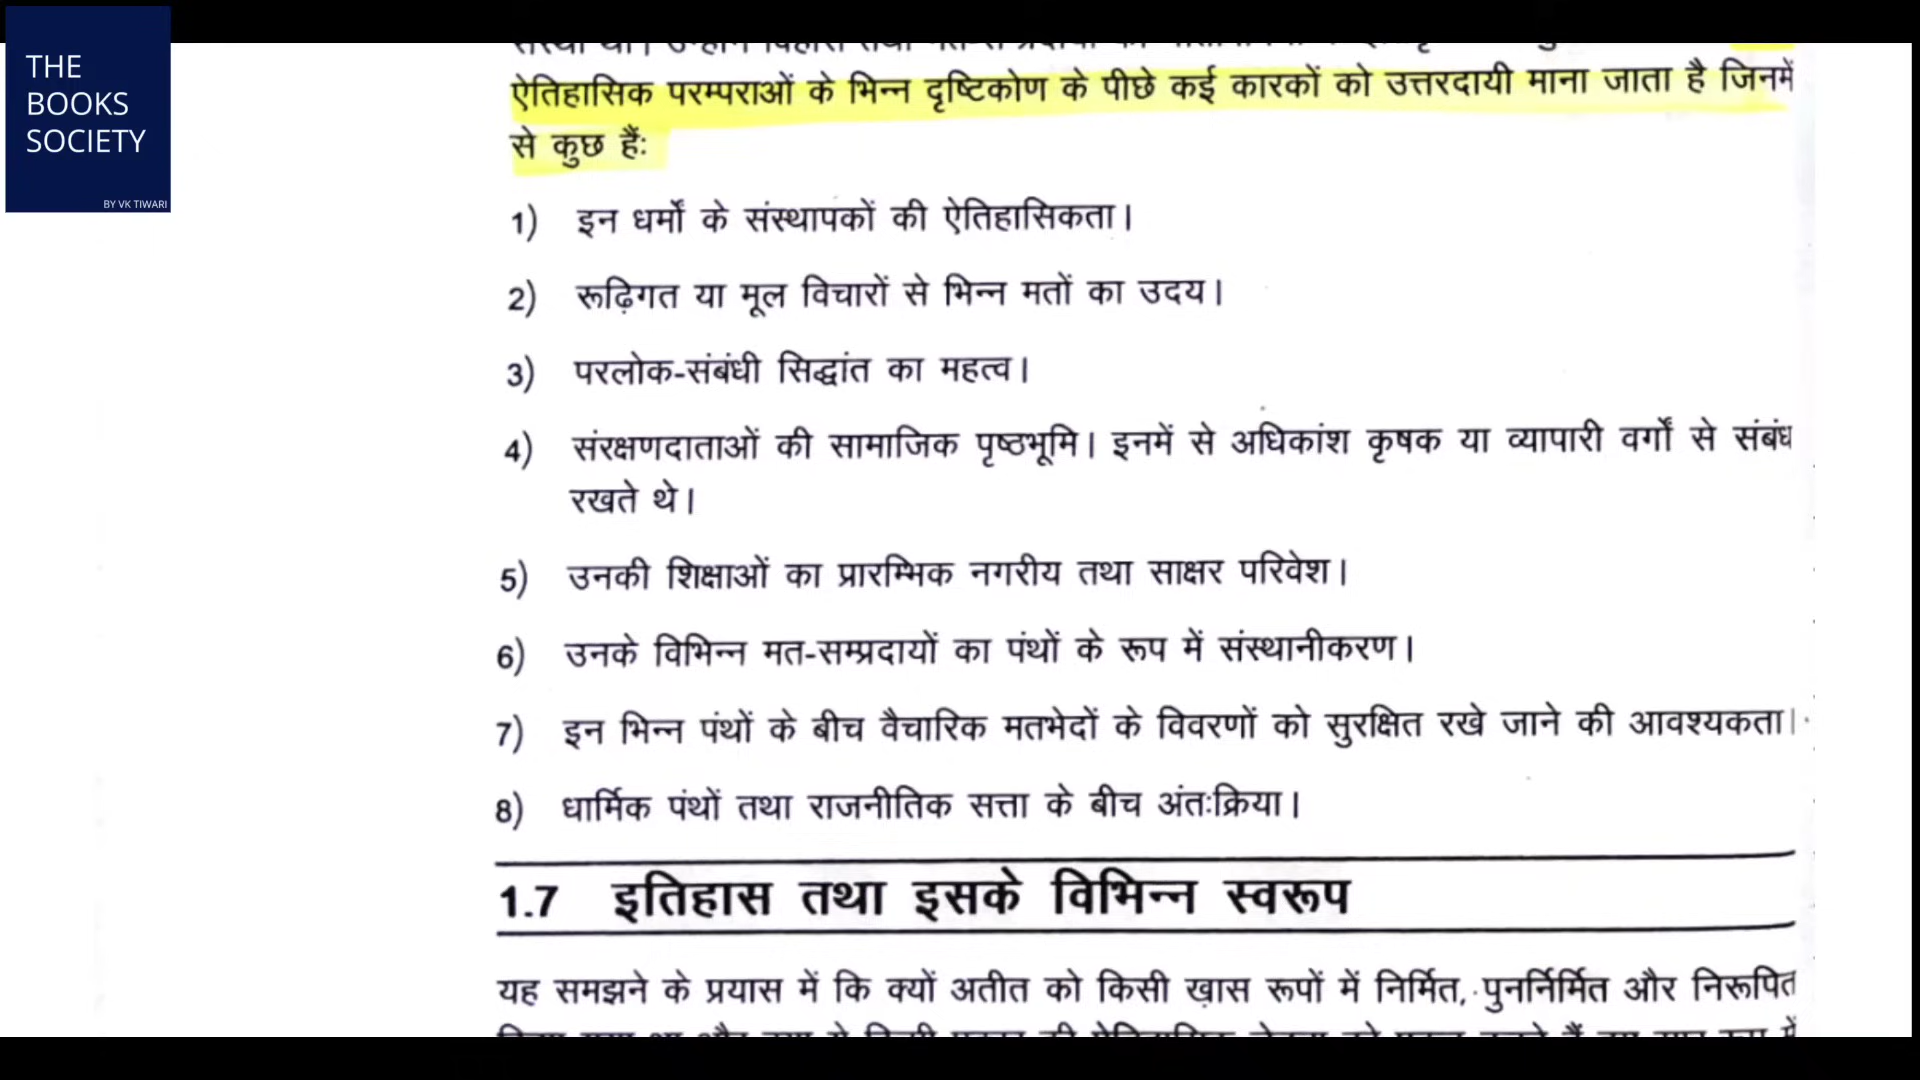 THE
BOOKS
SOCIETY
BY VK TIWARI
ऐतिहासिक परम्पराओं के भिन्न दृष्टिकोण के पीछे कई कारकों को उत्तरदायी माना जाता है जिनमें
से कुछ हैं:
1) इन धर्मों के संस्थापकों की ऐतिहासिकता।
2) रूढ़िगत या मूल विचारों से भिन्न मतों का उदय।
3) परलोक-संबंधी सिद्धांत का महत्व।
4) संरक्षणदाताओं की सामाजिक पृष्ठभूमि। इनमें से अधिकांश कृषक या व्यापारी वर्गों से संबंध
रखते थे।
5) उनकी शिक्षाओं का प्रारम्भिक नगरीय तथा साक्षर परिवेश।
6) उनके विभिन्न मत-सम्प्रदायों का पंथों के रूप में संस्थानीकरण।
7) इन भिन्न पंथों के बीच वैचारिक मतभेदों के विवरणों को सुरक्षित रखे जाने की आवश्यकता।
8) धार्मिक पंथों तथा राजनीतिक सत्ता के बीच अंतःक्रिया।
1.7 इतिहास तथा इसके विभिन्न स्वरूप
यह समझने के प्रयास में कि क्यों अतीत को किसी ख़ास रूपों में निर्मित, पुनर्निर्मित और निरूपित